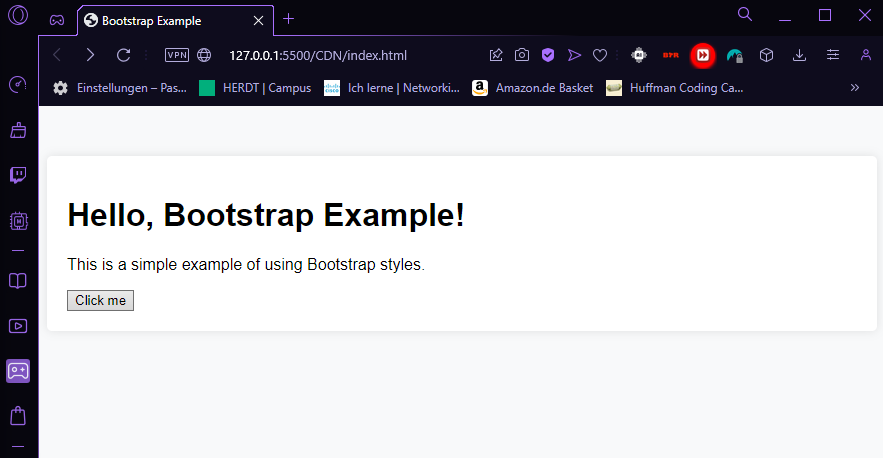 Bootstrap Example
VPN
127.0.0.1:5500/CDN/index.html
Einstellungen – Pas...
HERDT | Campus
Ich lerne | Networki...
Amazon.de Basket
Huffman Coding Ca...
Hello, Bootstrap Example!
This is a simple example of using Bootstrap styles.
Click me